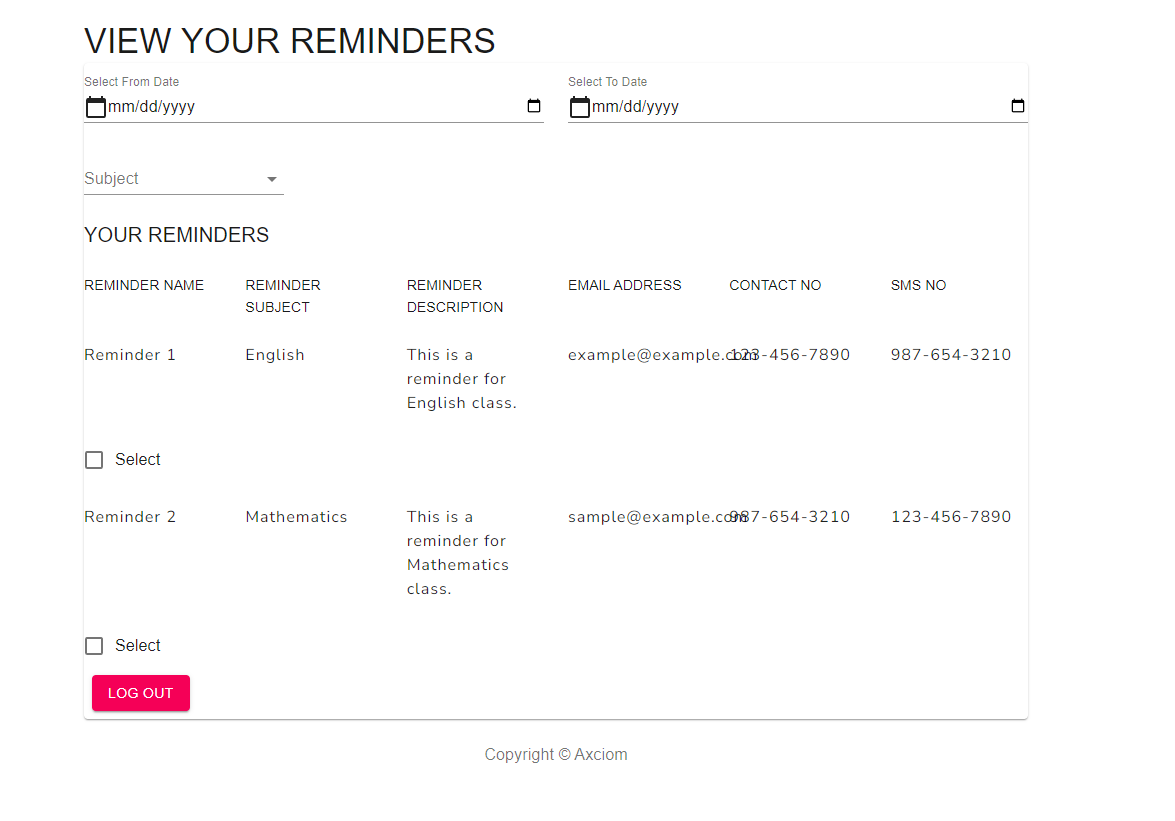 VIEW YOUR REMINDERS
Select From Date Select To Date
mm/dd/yyyy mm/dd/yyyy
Subject
YOUR REMINDERS
REMINDER NAME REMINDER REMINDER EMAIL ADDRESS CONTACT NO SMS NO
SUBJECT DESCRIPTION
Reminder 1 English This is a example@example.com 123-456-7890 987-654-3210
reminder for
English class.
Select
Reminder 2 Mathematics This is a sample@example.com 987-654-3210 123-456-7890
reminder for
Mathematics
class.
Select
LOG OUT
Copyright © Axciom